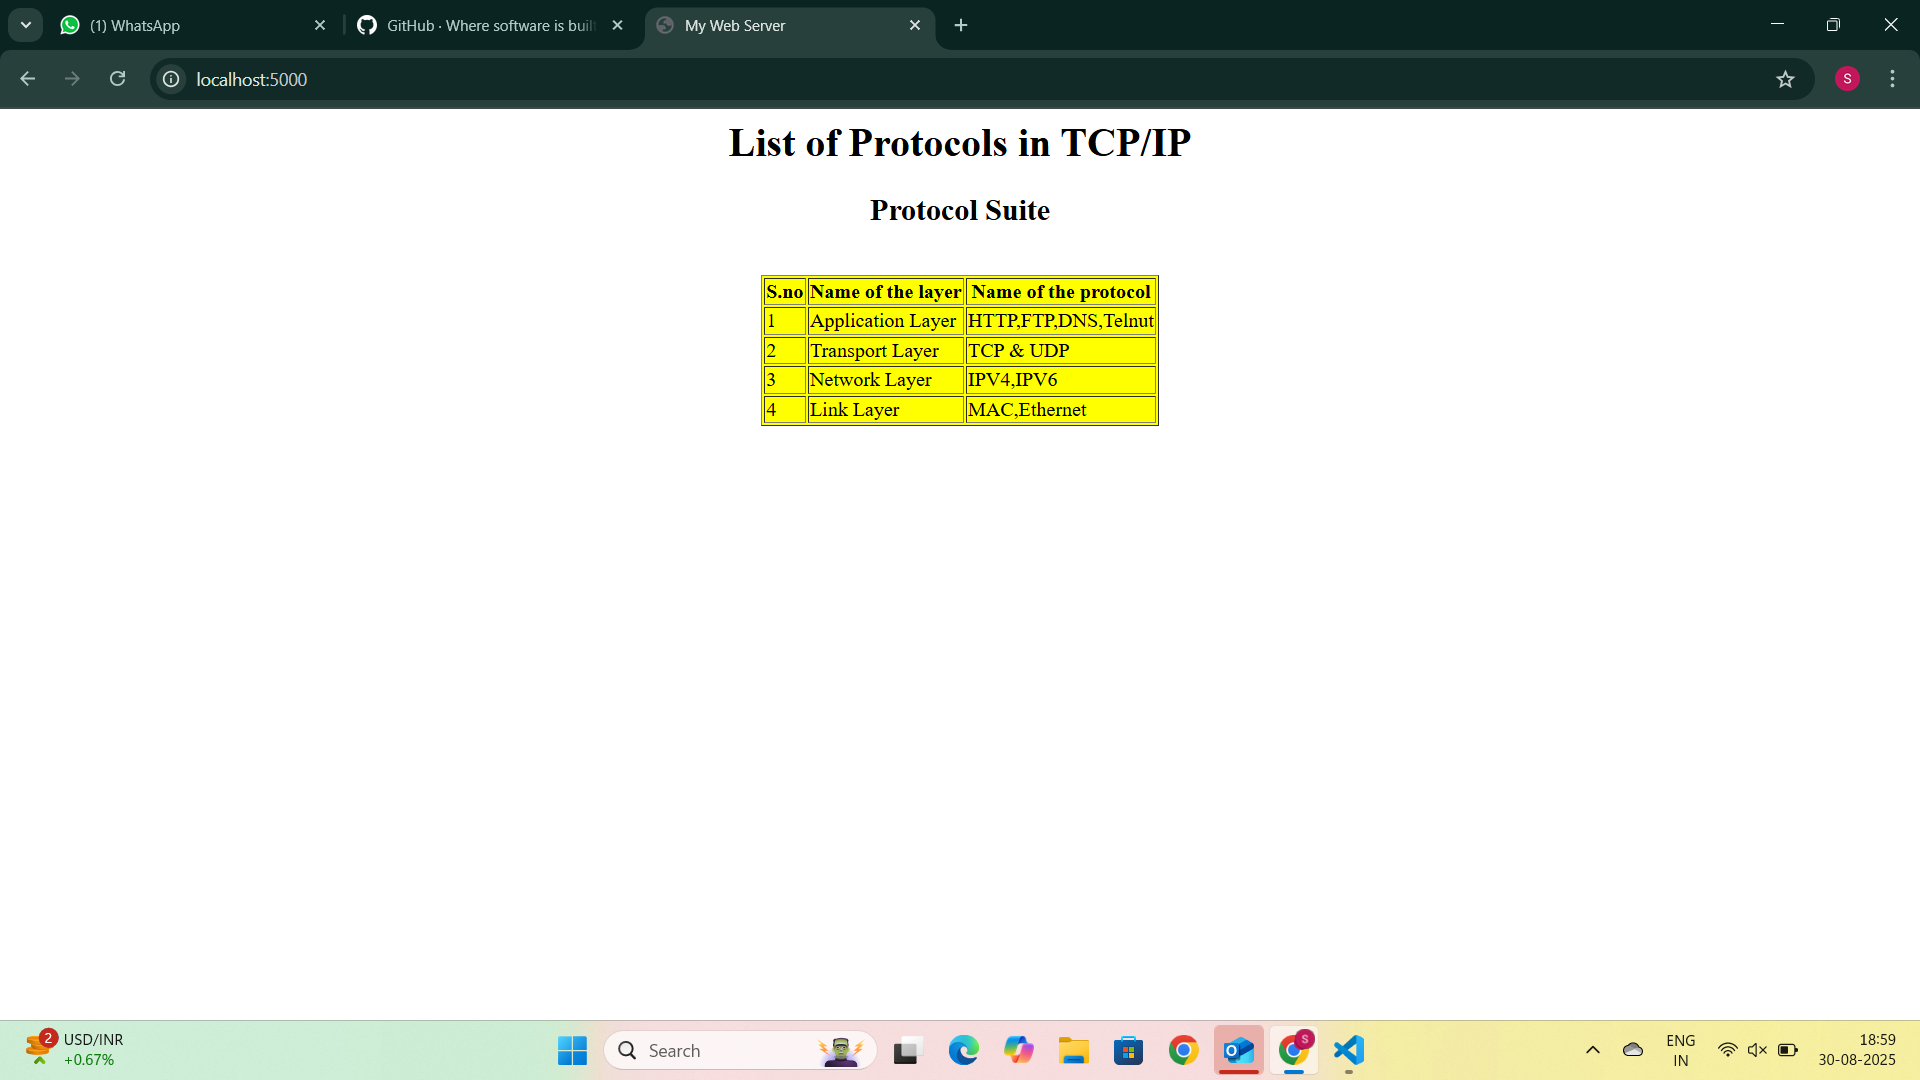 (1) WhatsApp
GitHub · Where software is buil
My Web Server
localhost:5000
S
List of Protocols in TCP/IP
Protocol Suite
S.no Name of the layer Name of the protocol
1 Application Layer HTTP,FTP,DNS,Telnut
2 Transport Layer TCP & UDP
3 Network Layer IPV4,IPV6
4 Link Layer MAC,Ethernet
2
USD/INR
+0.67%
Search
S
ENG
IN
18:59
30-08-2025